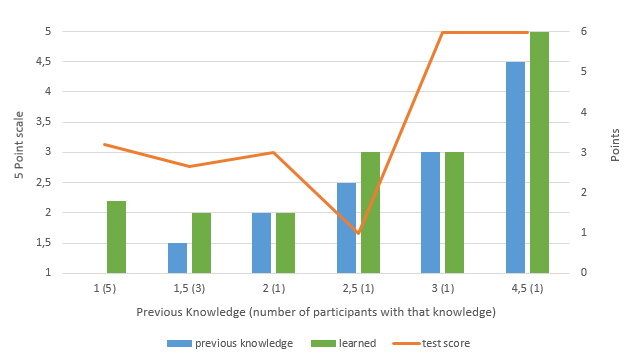 5 6
4,5 5
4 4
3,5
3 3
2,5 2
2 1
1,5
1 0
5 Point scale
Points
1 (5) 1,5 (3) 2 (1) 2,5 (1) 3 (1) 4,5 (1)
Previous Knowledge (number of participants with that knowledge)
previous knowledge learned test score